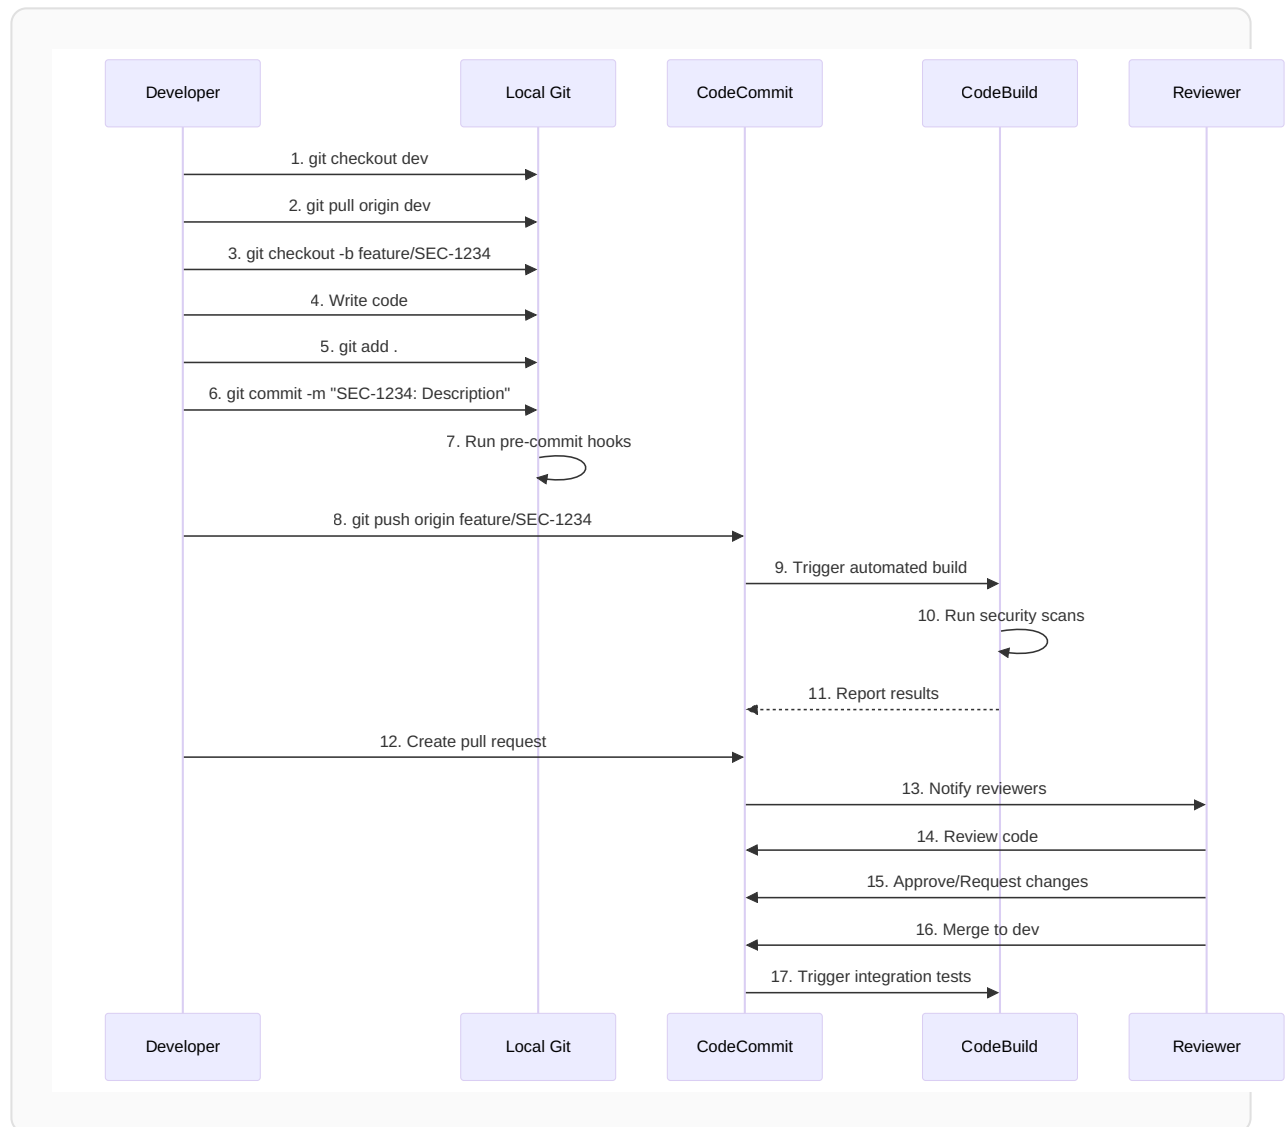 Developer
Local Git
CodeCommit
CodeBuild
Reviewer
1. git checkout dev
2. git pull origin dev
3. git checkout -b feature/SEC-1234
4. Write code
5. git add .
6. git commit -m "SEC-1234: Description"
7. Run pre-commit hooks
8. git push origin feature/SEC-1234
9. Trigger automated build
10. Run security scans
11. Report results
12. Create pull request
13. Notify reviewers
14. Review code
15. Approve/Request changes
16. Merge to dev
17. Trigger integration tests
Developer
Local Git
CodeCommit
CodeBuild
Reviewer